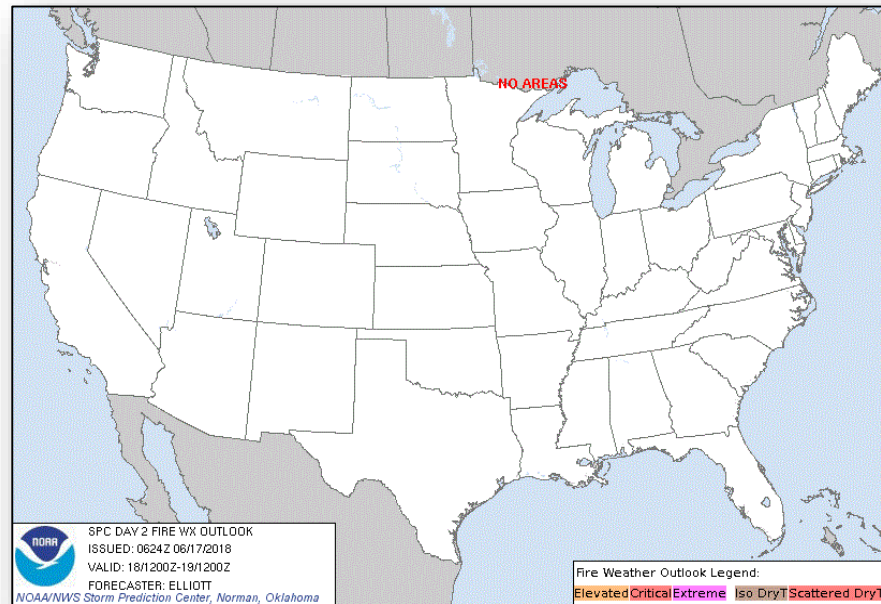 NO AREAS
SPC DAY 2 FIRE WX OUTLOOK
ISSUED: 0624Z 06/17/2018
VALID: 18/1200Z-19/1200Z
FORECASTER: ELLIOTT
NOAA
NOAA/NWS Storm Prediction Center, Norman, Oklahoma
Fire Weather Outlook Legend:
Elevated Critical Extreme Iso DryT Scattered DryT